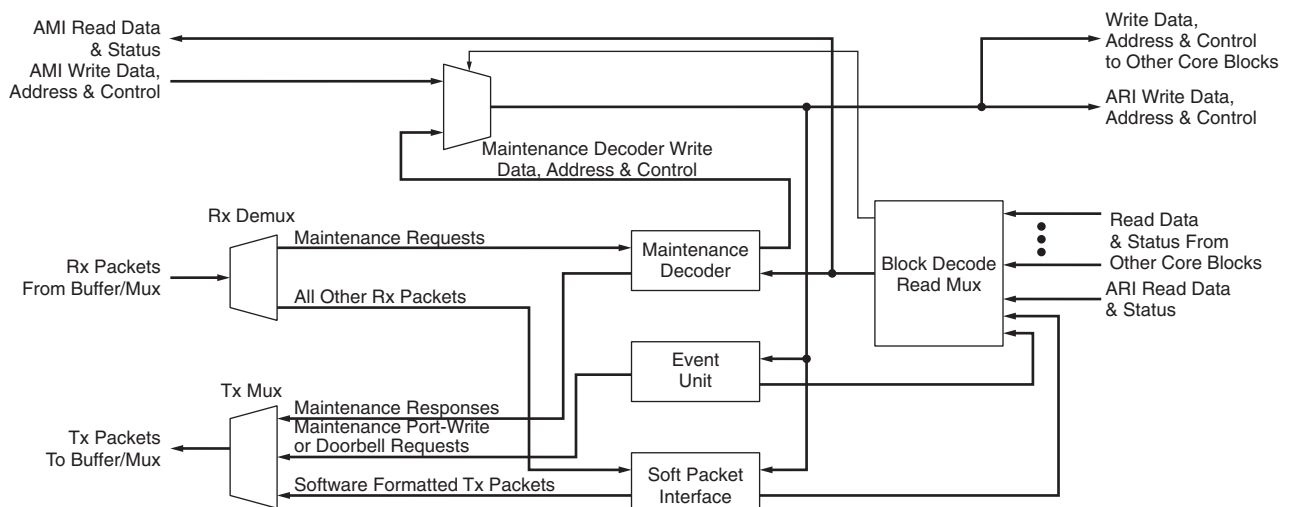 AMI Read Data
& Status
AMI Write Data,
Address & Control
Write Data,
Address & Control
to Other Core Blocks
ARI Write Data,
Address & Control
Maintenance Decoder Write
Data, Address & Control
Rx Demux
Maintenance Requests
Rx Packets
From Buffer/Mux
All Other Rx Packets
Maintenance
Decoder
Block Decode
Read Mux
Read Data
& Status From
Other Core Blocks
ARI Read Data
& Status
Event
Unit
Tx Mux
Maintenance Responses
Maintenance Port-Write
or Doorbell Requests
Tx Packets
To Buffer/Mux
Software Formatted Tx Packets
Soft Packet
Interface